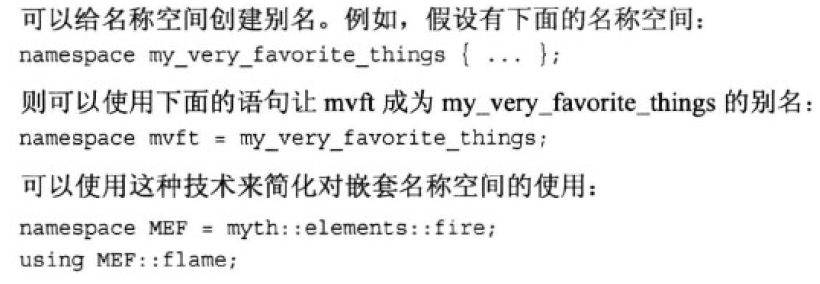 可以给名称空间创建别名。例如，假设有下面的名称空间：
namespace my_very_favorite_things { ... };
则可以使用下面的语句让 mvft 成为 my_very_favorite_things 的别名：
namespace mvft = my_very_favorite_things;
可以使用这种技术来简化对嵌套名称空间的使用：
namespace MEF = myth::elements::fire;
using MEF::flame;